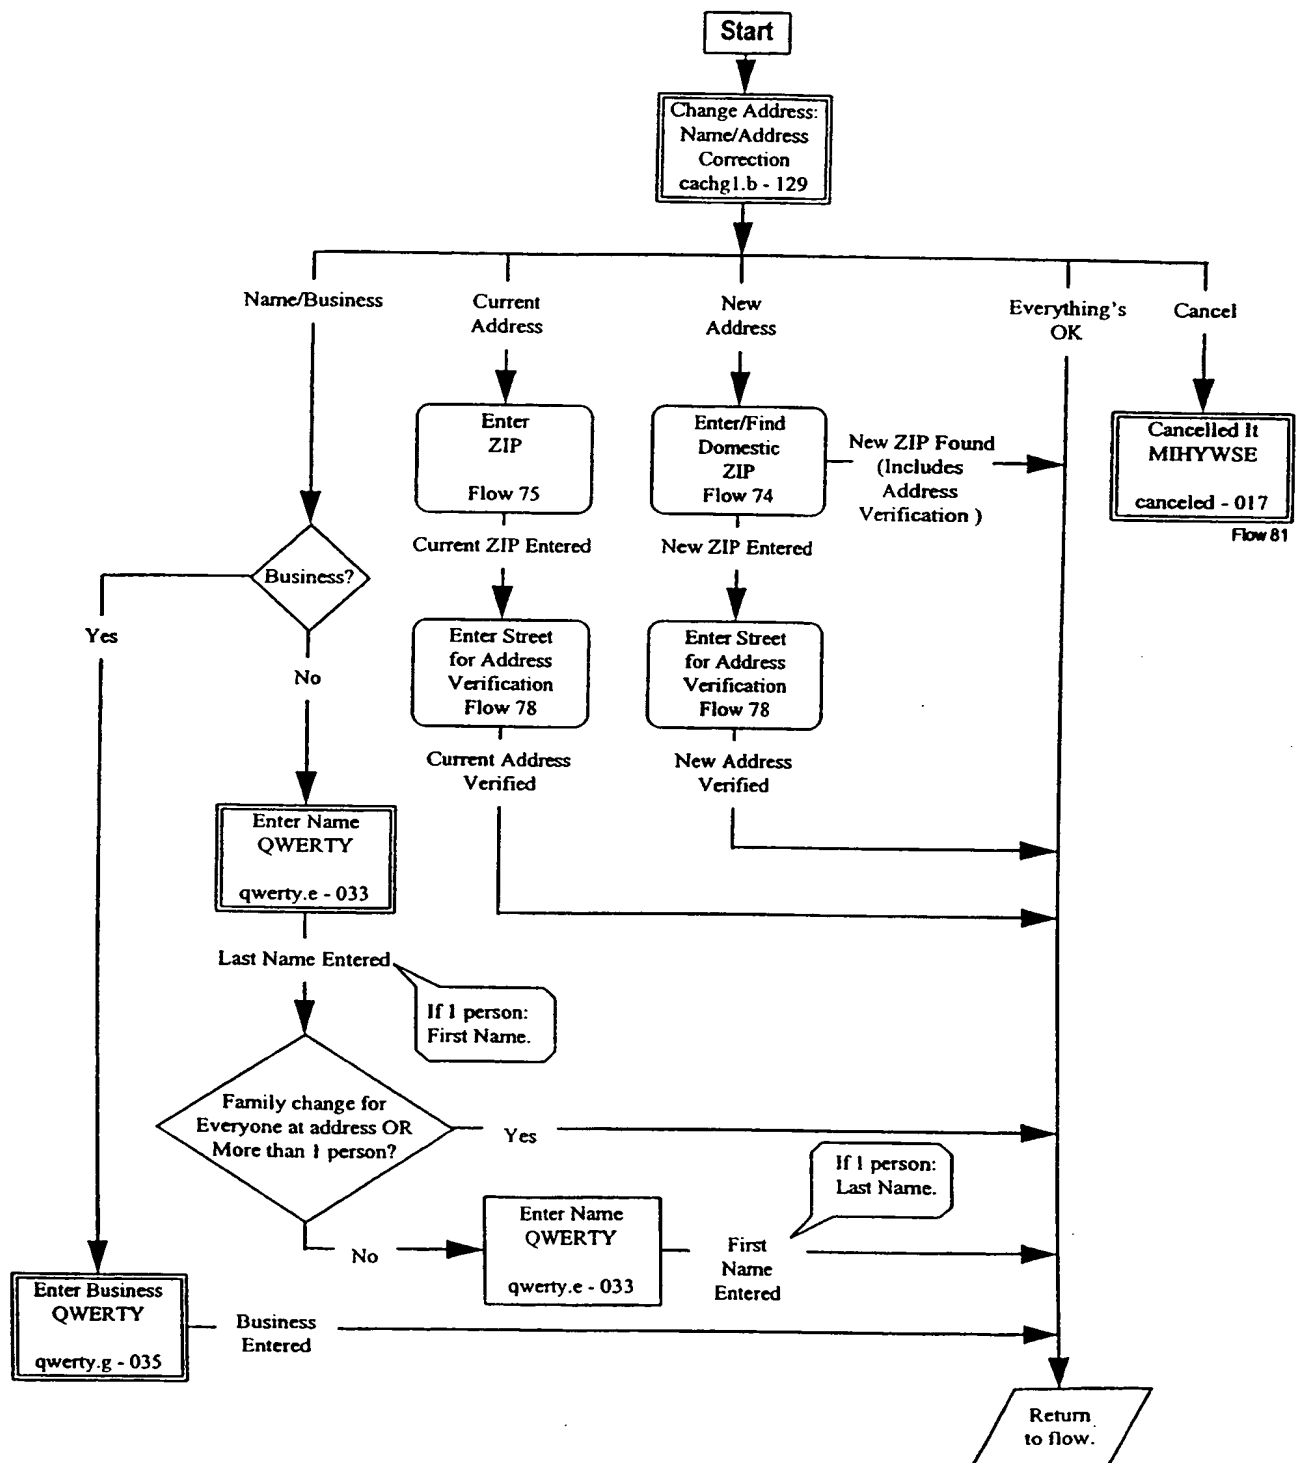 Start
Change Address:
Name/Address
Correction
cachg1.b - 129
Name/Business
Current
Address
New
Address
Everything's
OK
Cancel
Enter
ZIP
Flow 75
Enter/Find
Domestic
ZIP
Flow 74
New ZIP Found
(Includes
Address
Verification )
Cancelled It
MIHYWSE
canceled - 017
Flow 81
Current ZIP Entered
New ZIP Entered
Business?
Yes
No
Enter Street
for Address
Verification
Flow 78
Enter Street
for Address
Verification
Flow 78
Current Address
Verified
New Address
Verified
Enter Name
QWERTY
qwerty.e - 033
Last Name Entered
If 1 person:
First Name.
Family change for
Everyone at address OR
More than 1 person?
Yes
If 1 person:
Last Name.
No
Enter Name
QWERTY
qwerty.e - 033
First
Name
Entered
Enter Business
QWERTY
qwerty.g - 035
Business
Entered
Return
to flow.